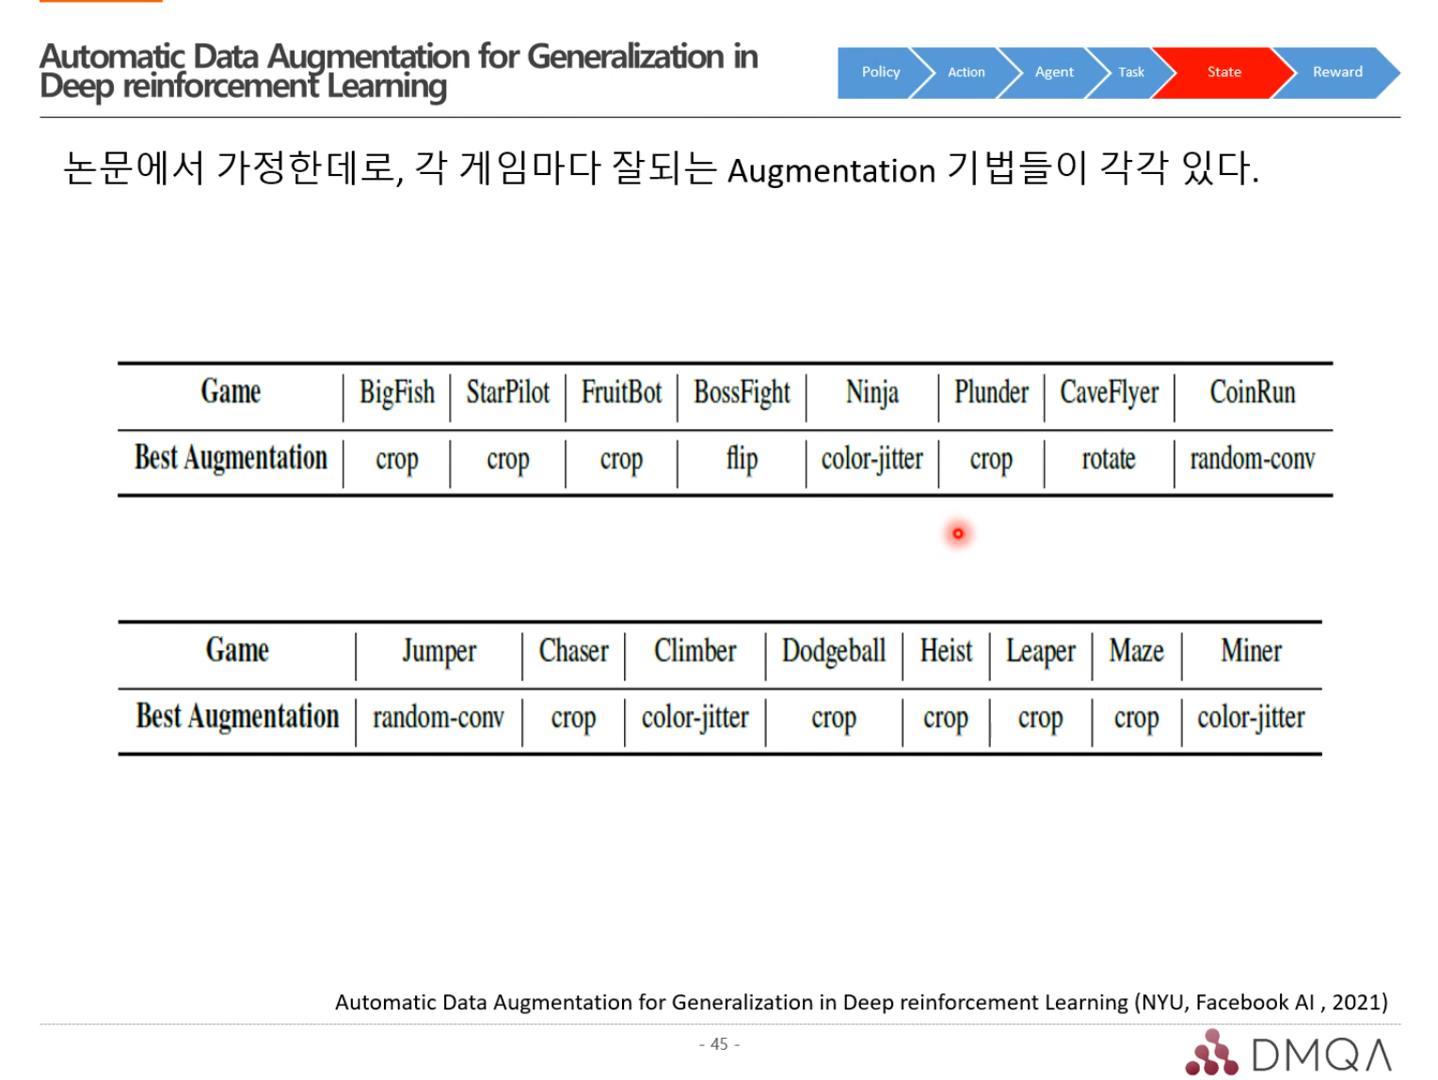 Automatic Data Augmentation for Generalization in
Deep reinforcement Learning
Policy Action Agent Task State Reward
논문에서 가정한데로, 각 게임마다 잘되는 Augmentation 기법들이 각각 있다.
Game BigFish StarPilot FruitBot BossFight Ninja Plunder CaveFlyer CoinRun
Best Augmentation crop crop crop flip color-jitter crop rotate random-conv
Game Jumper Chaser Climber Dodgeball Heist Leaper Maze Miner
Best Augmentation random-conv crop color-jitter crop crop crop crop color-jitter
Automatic Data Augmentation for Generalization in Deep reinforcement Learning (NYU, Facebook AI , 2021)
- 45 -
DMQA